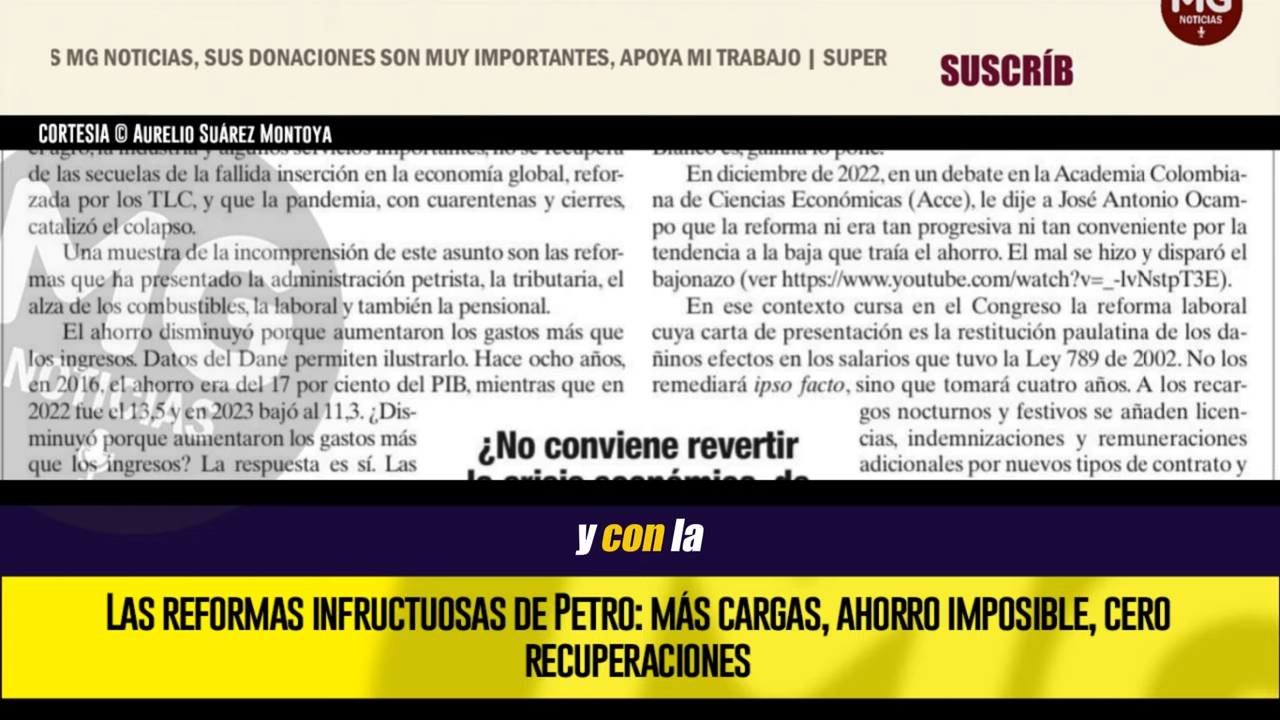 MG
NOTICIAS
S MG NOTICIAS, SUS DONACIONES SON MUY IMPORTANTES, APOYA MI TRABAJO | SUPER
SUSCRÍB
CORTESIA © AURELIO SUÁREZ MONTOYA
de las secuelas de la fallida inserción en la economía global, refor-
zada por los TLC, y que la pandemia, con cuarentenas y cierres,
catalizó el colapso.
Una muestra de la incomprensión de este asunto son las refor-
mas que ha presentado la administración petrista, la tributaria, el
alza de los combustibles, la laboral y también la pensional.
El ahorro disminuyó porque aumentaron los gastos más que
los ingresos. Datos del Dane permiten ilustrarlo. Hace ocho años,
en 2016, el ahorro era del 17 por ciento del PIB, mientras que en
2022 fue el 13,5 y en 2023 bajó al 11,3. ¿Dis-
minuyó porque aumentaron los gastos más
que los ingresos? La respuesta es sí. Las
¿No conviene revertir
la crisis económica, de
En diciembre de 2022, en un debate en la Academia Colombia-
na de Ciencias Económicas (Acce), le dije a José Antonio Ocam-
po que la reforma ni era tan progresiva ni tan conveniente por la
tendencia a la baja que traía el ahorro. El mal se hizo y disparó el
bajonazo (ver https://www.youtube.com/watch?v=_-lvNstpT3E).
En ese contexto cursa en el Congreso la reforma laboral
cuya carta de presentación es la restitución paulatina de los da-
ñinos efectos en los salarios que tuvo la Ley 789 de 2002. No los
remediará ipso facto, sino que tomará cuatro años. A los recar-
gos nocturnos y festivos se añaden licen-
cias, indemnizaciones y remuneraciones
adicionales por nuevos tipos de contrato y
MG
NOTICIAS
y con la
LAS REFORMAS INFRUCTUOSAS DE PETRO: MÁS CARGAS, AHORRO IMPOSIBLE, CERO
RECUPERACIONES